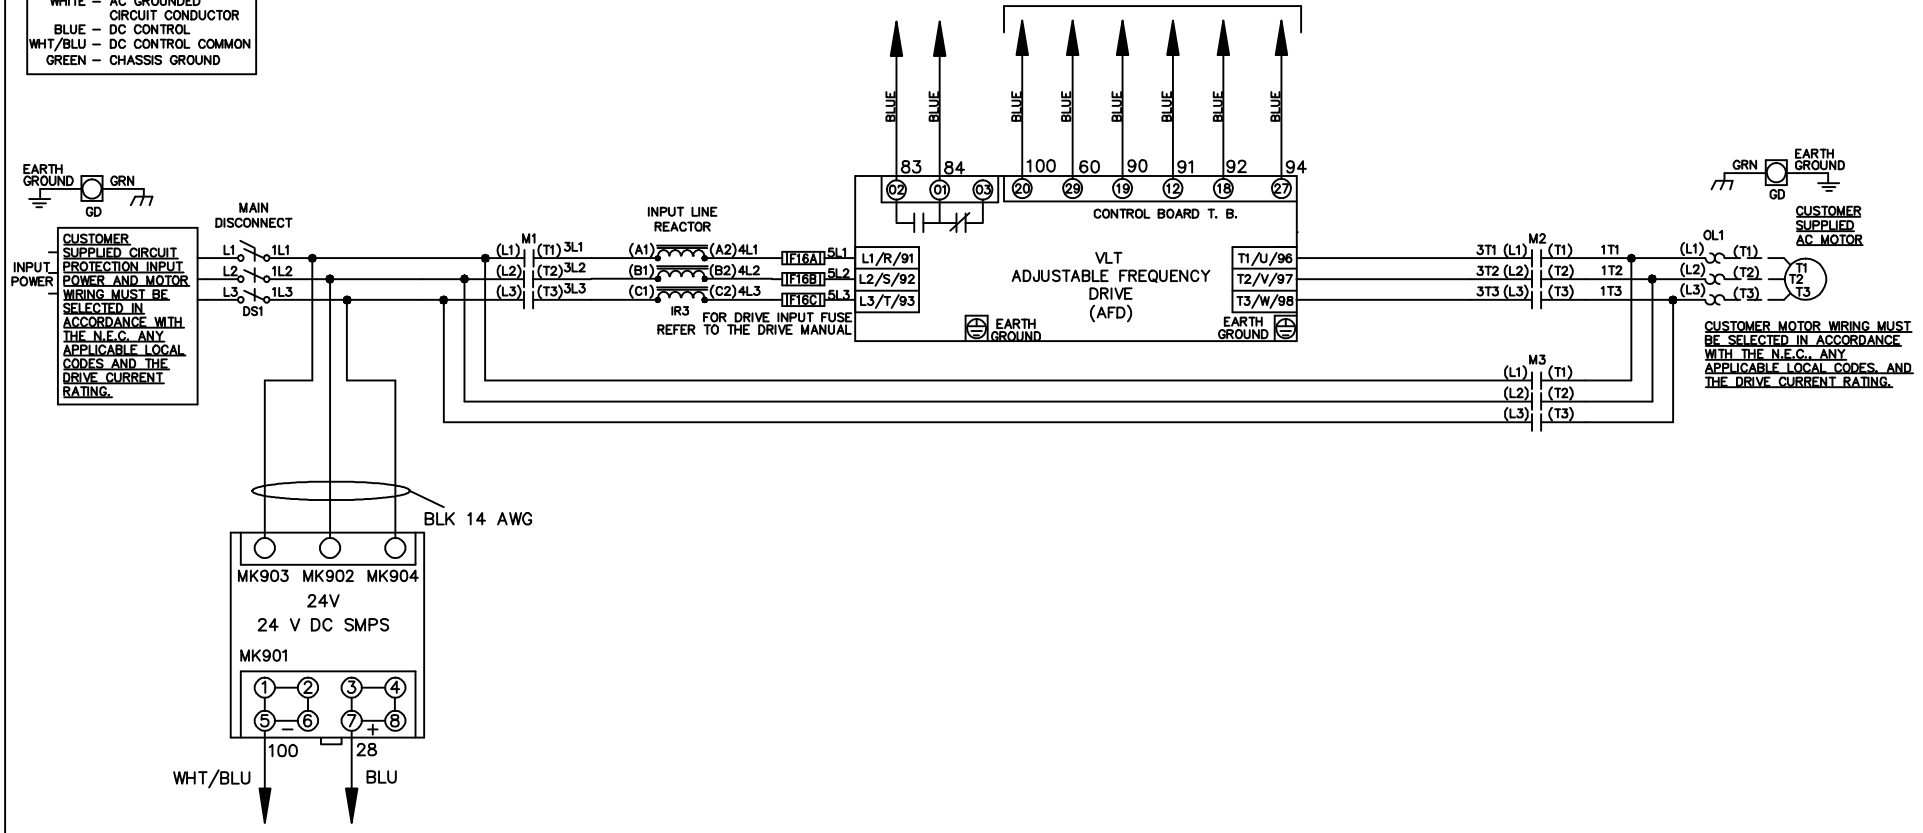 WHITE – AC GROUNDED
CIRCUIT CONDUCTOR
BLUE – DC CONTROL
WHT/BLU – DC CONTROL COMMON
GREEN – CHASSIS GROUND
BLUE
BLUE
BLUE
BLUE
BLUE
BLUE
BLUE
BLUE
83
84
100
60
90
91
92
94
02
01
03
20
29
19
12
18
27
CONTROL BOARD T. B.
EARTH
GROUND
GRN
GD
MAIN
DISCONNECT
INPUT
POWER
CUSTOMER
SUPPLIED CIRCUIT
PROTECTION INPUT
POWER AND MOTOR
WIRING MUST BE
SELECTED IN
ACCORDANCE WITH
THE N.E.C. ANY
APPLICABLE LOCAL
CODES AND THE
DRIVE CURRENT
RATING.
L1 1L1
L2 1L2
L3 1L3
DS1
M1
(L1) (T1) 3L1
(L2) (T2) 3L2
(L3) (T3) 3L3
INPUT LINE
REACTOR
(A1) (A2) 4L1
(B1) (B2) 4L2
(C1) (C2) 4L3
IR3
F16A 5L1
F16B 5L2
F16C 5L3
FOR DRIVE INPUT FUSE
REFER TO THE DRIVE MANUAL
L1/R/91
L2/S/92
L3/T/93
VLT
ADJUSTABLE FREQUENCY
DRIVE
(AFD)
T1/U/96
T2/V/97
T3/W/98
EARTH
GROUND
EARTH
GROUND
M2
3T1 (L1) (T1) 1T1
3T2 (L2) (T2) 1T2
3T3 (L3) (T3) 1T3
M3
(L1) (T1)
(L2) (T2)
(L3) (T3)
OL1
(L1) (T1)
(L2) (T2)
(L3) (T3)
T1
T2
T3
GRN
EARTH
GROUND
GD
CUSTOMER
SUPPLIED
AC MOTOR
CUSTOMER MOTOR WIRING MUST
BE SELECTED IN ACCORDANCE
WITH THE N.E.C., ANY
APPLICABLE LOCAL CODES, AND
THE DRIVE CURRENT RATING.
BLK 14 AWG
MK903 MK902 MK904
24V
24 V DC SMPS
MK901
1 2 3 4
5 – 6 7 + 8
100
28
WHT/BLU
BLU